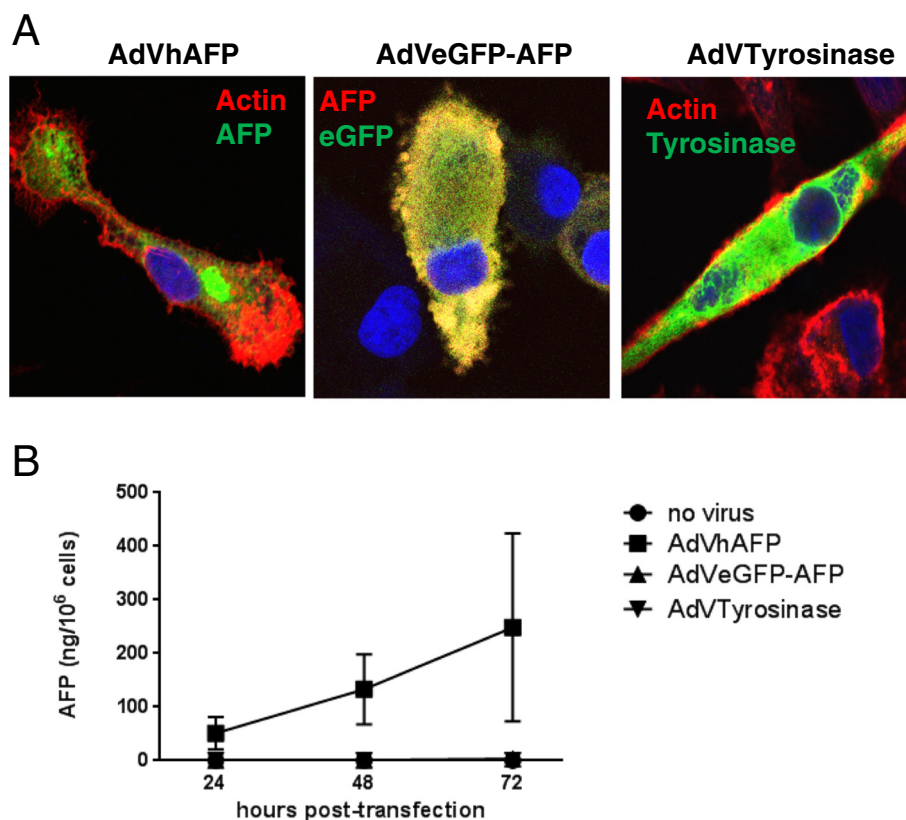 A
AdVhAFP
AdVeGFP-AFP
AdVTyrosinase
Actin
AFP
AFP
eGFP
Actin
Tyrosinase
B
AFP (ng/10⁶ cells)
500
400
300
200
100
0
24
48
72
hours post-transfection
no virus
AdVhAFP
AdVeGFP-AFP
AdVTyrosinase